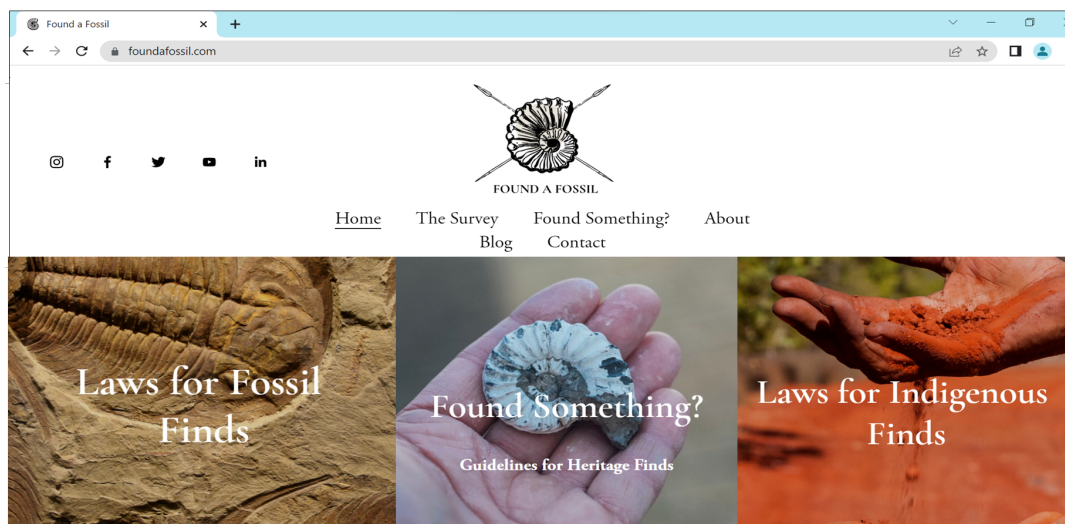 Found a Fossil
foundafossil.com
FOUND A FOSSIL
Home The Survey Found Something? About
Blog Contact
Laws for Fossil
Finds
Found Something?
Guidelines for Heritage Finds
Laws for Indigenous
Finds